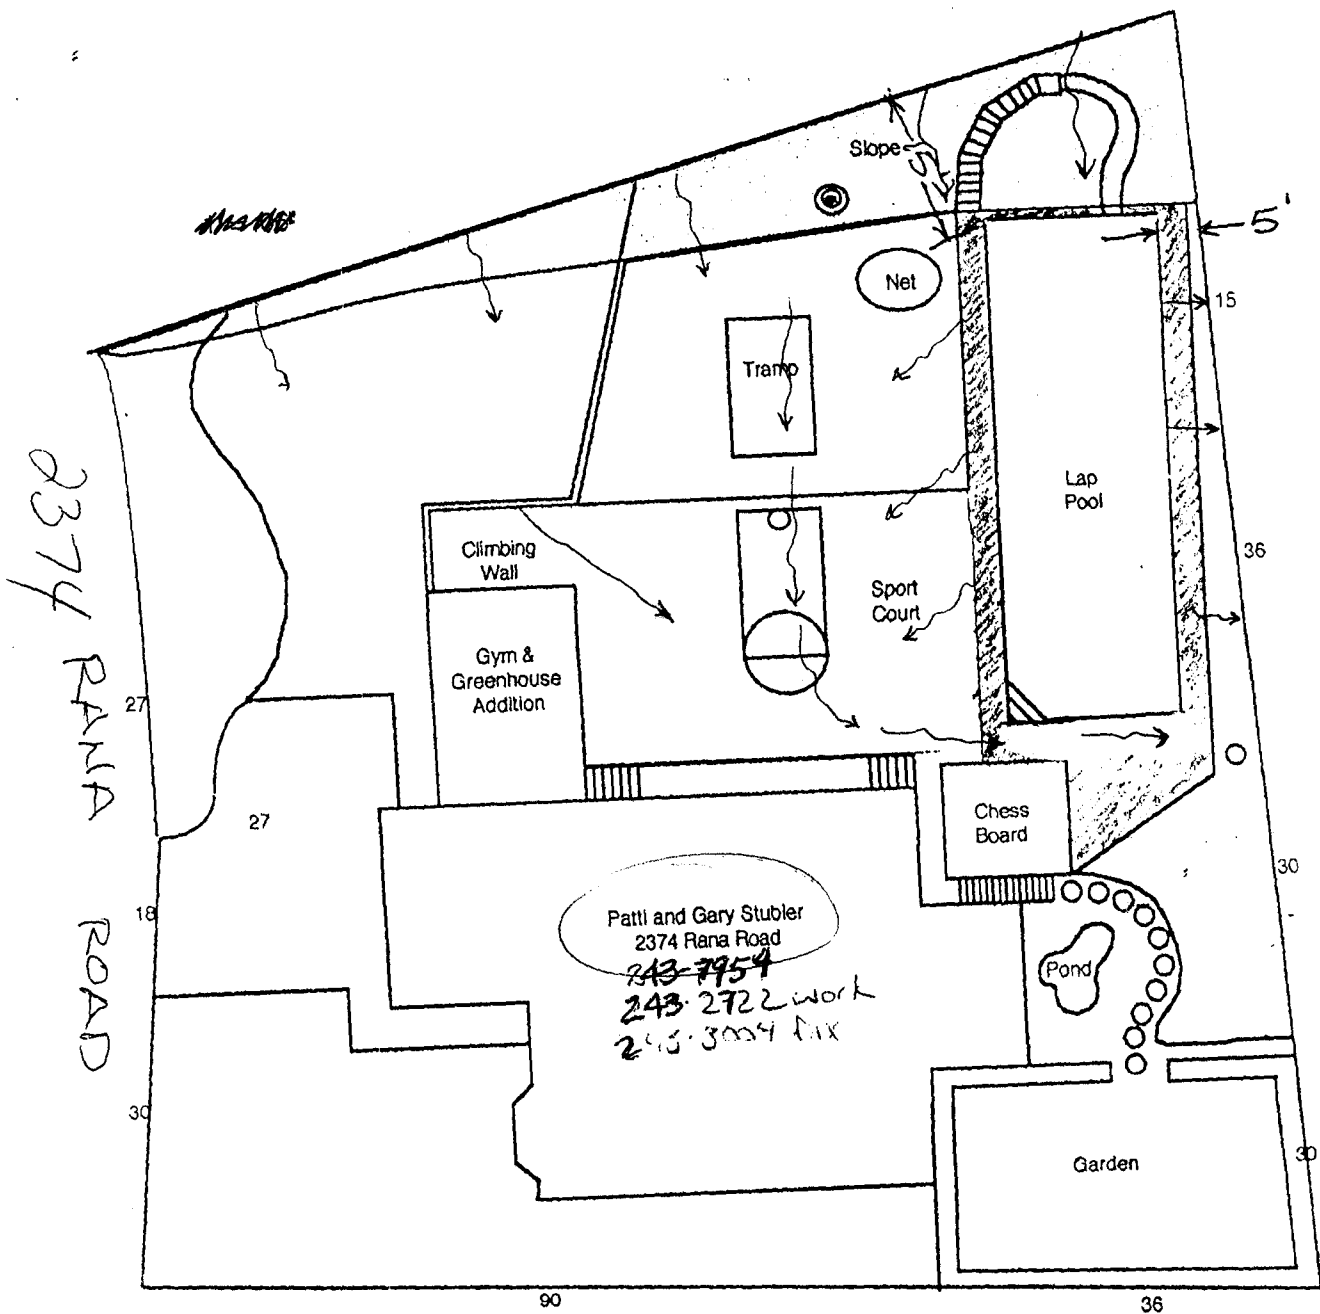 Slope
5'
Net
15
Tramp
Lap
Pool
36
Climbing
Wall
Sport
Court
Gym &
Greenhouse
Addition
2374 RANA ROAD
27
27
Chess
Board
30
18
Patti and Gary Stubler
2374 Rana Road
243-7954
243-2722 work
Pond
30
Garden
30
90
36